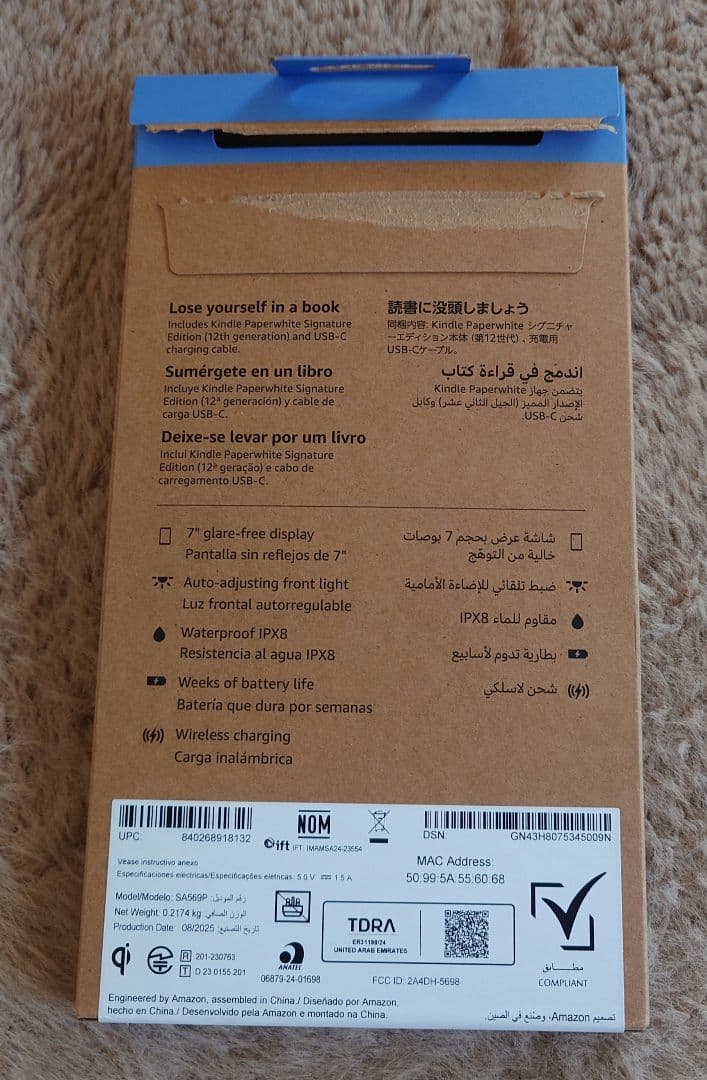 Lose yourself in a book
Includes Kindle Paperwhite Signature
Edition (12th generation) and USB-C
charging cable.
Sumérgete en un libro
Incluye Kindle Paperwhite Signature
Edition (12ª generación) y cable de
carga USB-C.
Deixe-se levar por um livro
Inclui Kindle Paperwhite Signature
Edition (12ª geração) e cabo de
carregamento USB-C.
読書に没頭しましょう
同梱内容: Kindle Paperwhite シグニチャ
ーエディション本体 (第12世代) 、充電用
USB-Cケーブル。
اندمج في قراءة كتاب
يتضمن جهاز Kindle Paperwhite
الإصدار المميز (الجيل الثاني عشر) وكابل
شحن USB-C.
7" glare-free display
Pantalla sin reflejos de 7"
Auto-adjusting front light
Luz frontal autorregulable
Waterproof IPX8
Resistencia al agua IPX8
Weeks of battery life
Batería que dura por semanas
Wireless charging
Carga inalámbrica
شاشة عرض بحجم 7 بوصات
خالية من التوهّج
ضبط تلقائي للإضاءة الأمامية
مقاوم للماء IPX8
بطارية تدوم لأسابيع
شحن لاسلكي
UPC: 840268918132
NOM
ift IFT: IMAMSA24-23554
DSN: GN43H8075345009N
Véase instructivo anexo
Especificaciones eléctricas/Especificações elétricas: 5.0 V ⎓ 1.5 A
MAC Address:
50:99:5A:55:60:68
Model/Modelo: SA569P رقم الموديل:
Net Weight: 0.2174 kg الوزن الصافي:
Production Date: 08/2025 تاريخ التصنيع:
qi
R 201-230763
T D 23 0155 201
ANATEL
06879-24-01698
TDRA
ER31198/24
UNITED ARAB EMIRATES
FCC ID: 2A4DH-5698
مطابق
COMPLIANT
Engineered by Amazon, assembled in China./ Diseñado por Amazon,
hecho en China./ Desenvolvido pela Amazon e montado na China.
تصميم Amazon، وصُنع في الصين.